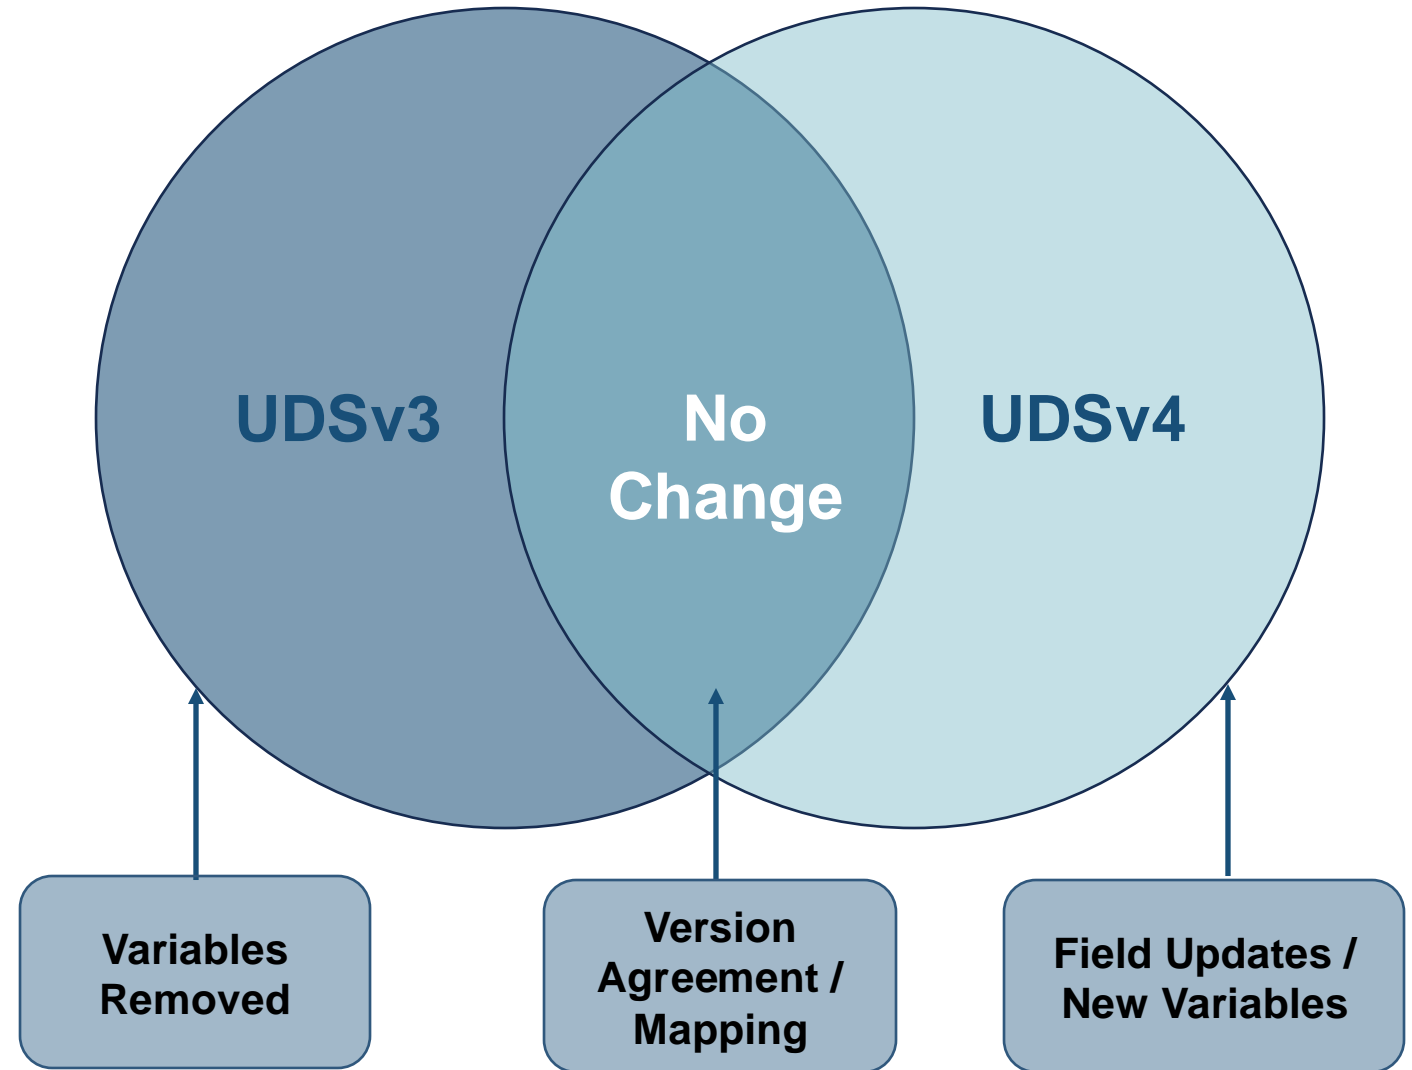 UDSv3
No
Change
UDSv4
Variables
Removed
Version
Agreement /
Mapping
Field Updates /
New Variables